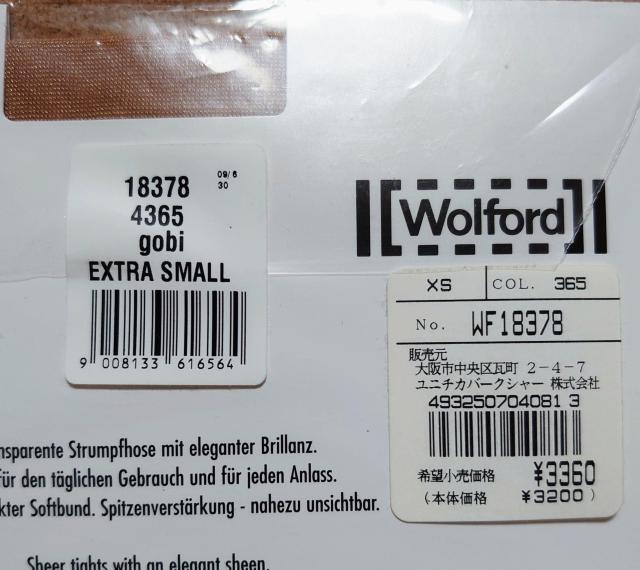 18378
09/6
30
4365
gobi
EXTRA SMALL
9 008133 616564
Wolford
XS COL. 365
No. WF18378
販売元
大阪市中央区瓦町 2-4-7
ユニチカバークシャー 株式会社
493250704081 3
希望小売価格 ¥3360
(本体価格 ¥3200)
nsparente Strumpfhose mit eleganter Brillanz.
für den täglichen Gebrauch und für jeden Anlass.
kter Softbund. Spitzenverstärkung - nahezu unsichtbar.
Sheer tights with an elegant sheen.